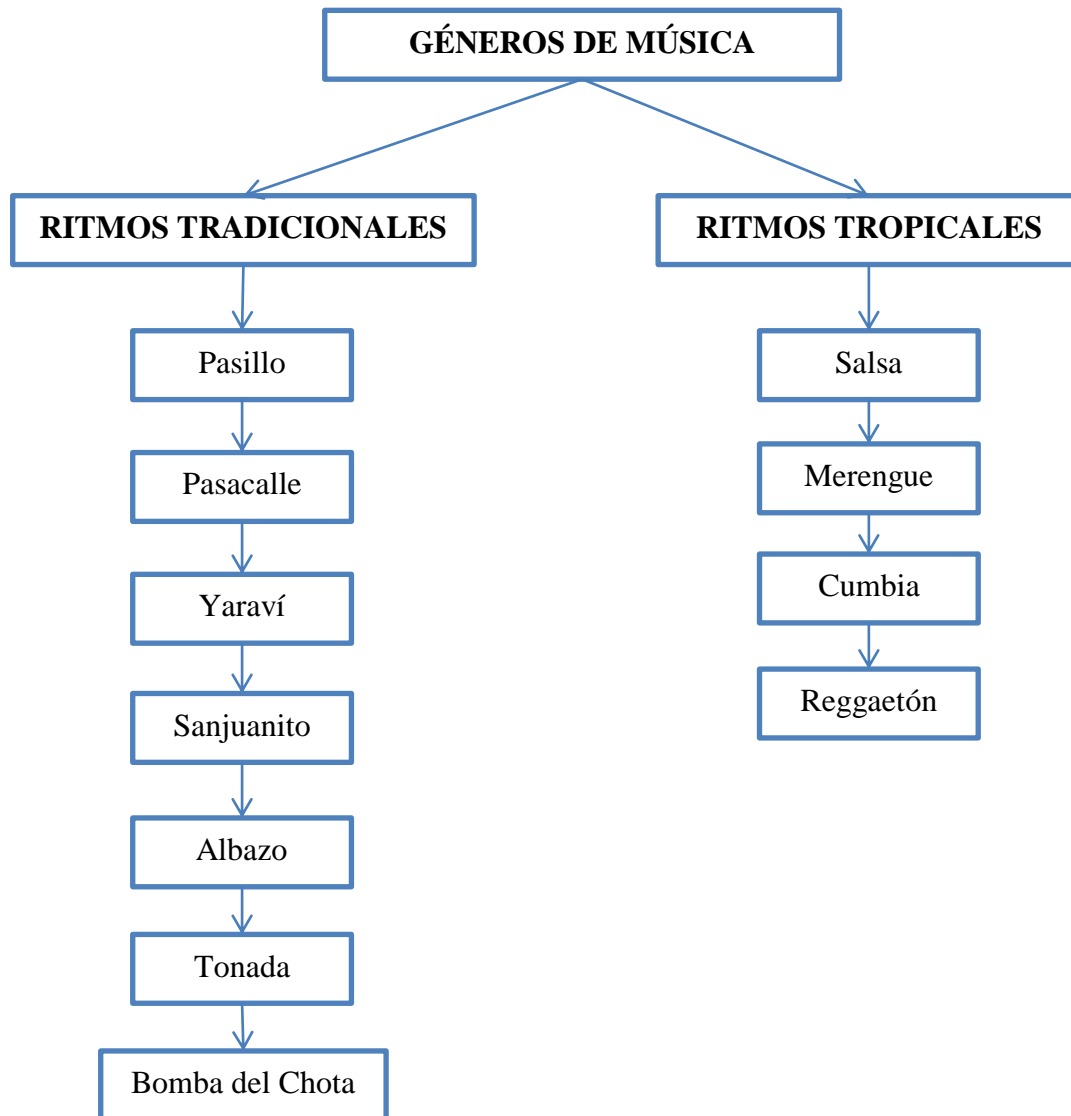 GÉNEROS DE MÚSICA
RITMOS TRADICIONALES
RITMOS TROPICALES
Pasillo
Salsa
Pasacalle
Merengue
Yaraví
Cumbia
Sanjuanito
Reggaetón
Albazo
Tonada
Bomba del Chota